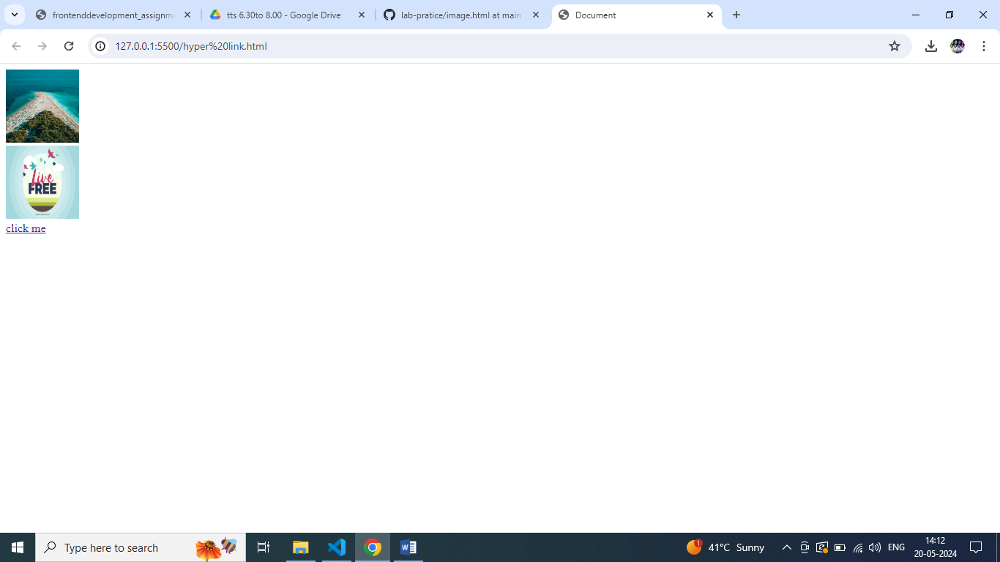 frontenddevelopment_assignme
tts 6.30to 8.00 - Google Drive
lab-pratice/image.html at main
Document
127.0.0.1:5500/hyper%20link.html
Live
FREE
click me
Type here to search
1
41°C Sunny
ENG
14:12
20-05-2024